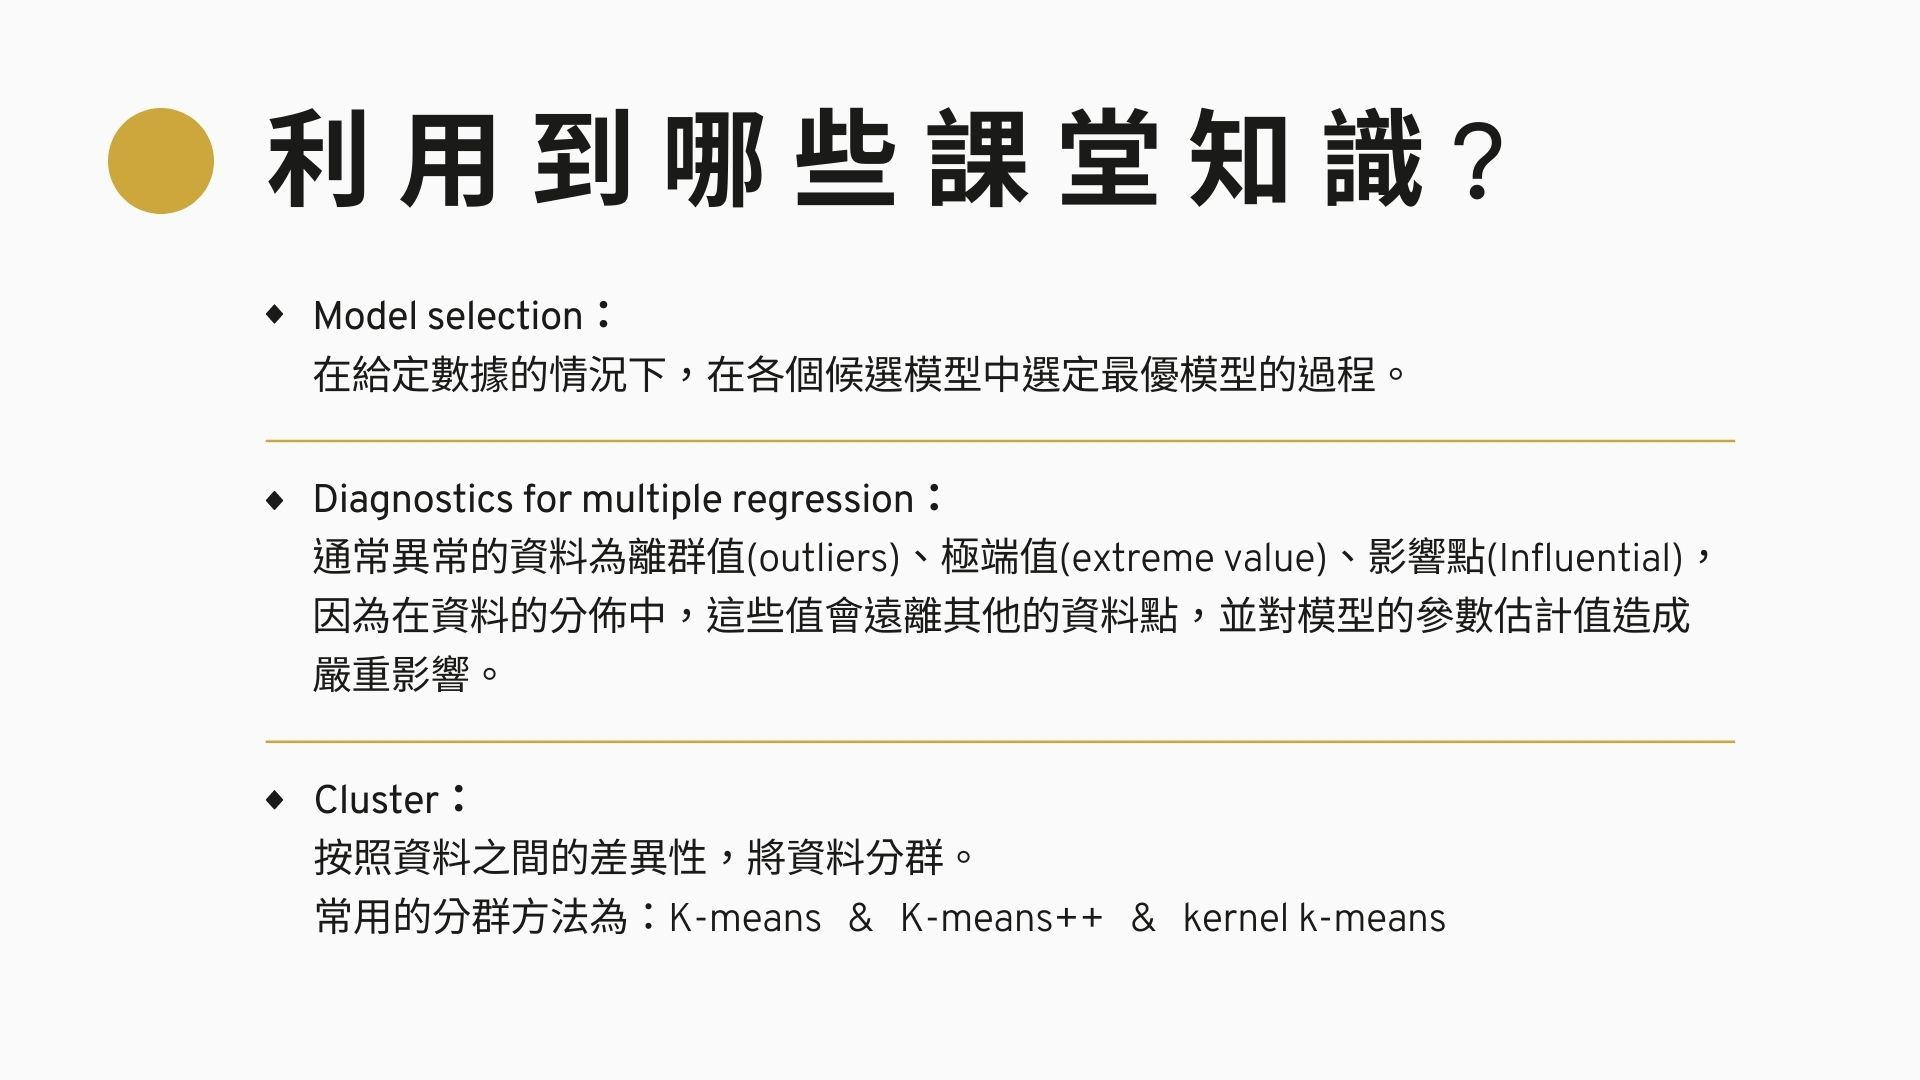 利用到哪些課堂知識?
◆ Model selection：
在給定數據的情況下，在各個候選模型中選定最優模型的過程。
◆ Diagnostics for multiple regression：
通常異常的資料為離群值(outliers)、極端值(extreme value)、影響點(Influential)，
因為在資料的分佈中，這些值會遠離其他的資料點，並對模型的參數估計值造成
嚴重影響。
◆ Cluster：
按照資料之間的差異性，將資料分群。
常用的分群方法為：K-means & K-means++ & kernel k-means